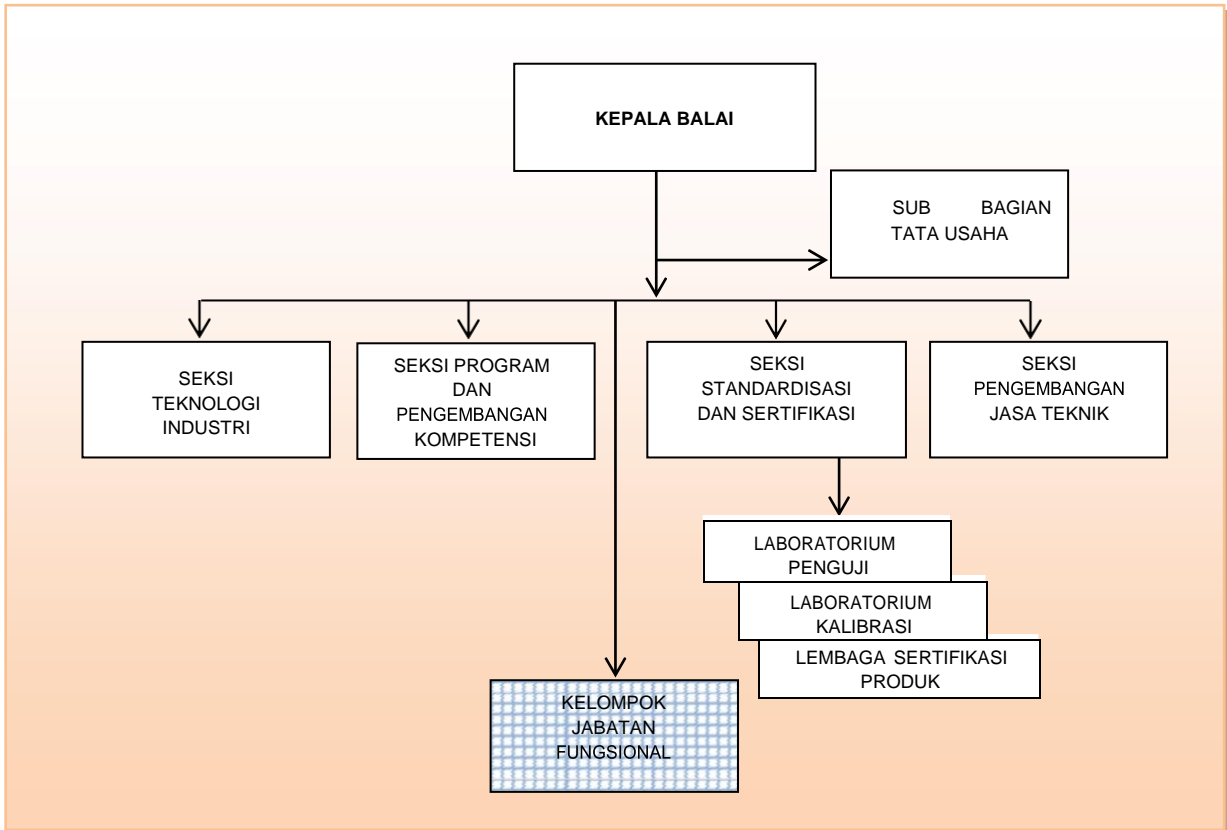 KEPALA BALAI
SUB BAGIAN
TATA USAHA
SEKSI
TEKNOLOGI
INDUSTRI
SEKSI PROGRAM
DAN
PENGEMBANGAN
KOMPETENSI
SEKSI
STANDARDISASI
DAN SERTIFIKASI
SEKSI
PENGEMBANGAN
JASA TEKNIK
LABORATORIUM
PENGUJI
LABORATORIUM
KALIBRASI
LEMBAGA SERTIFIKASI
PRODUK
KELOMPOK
JABATAN
FUNGSIONAL